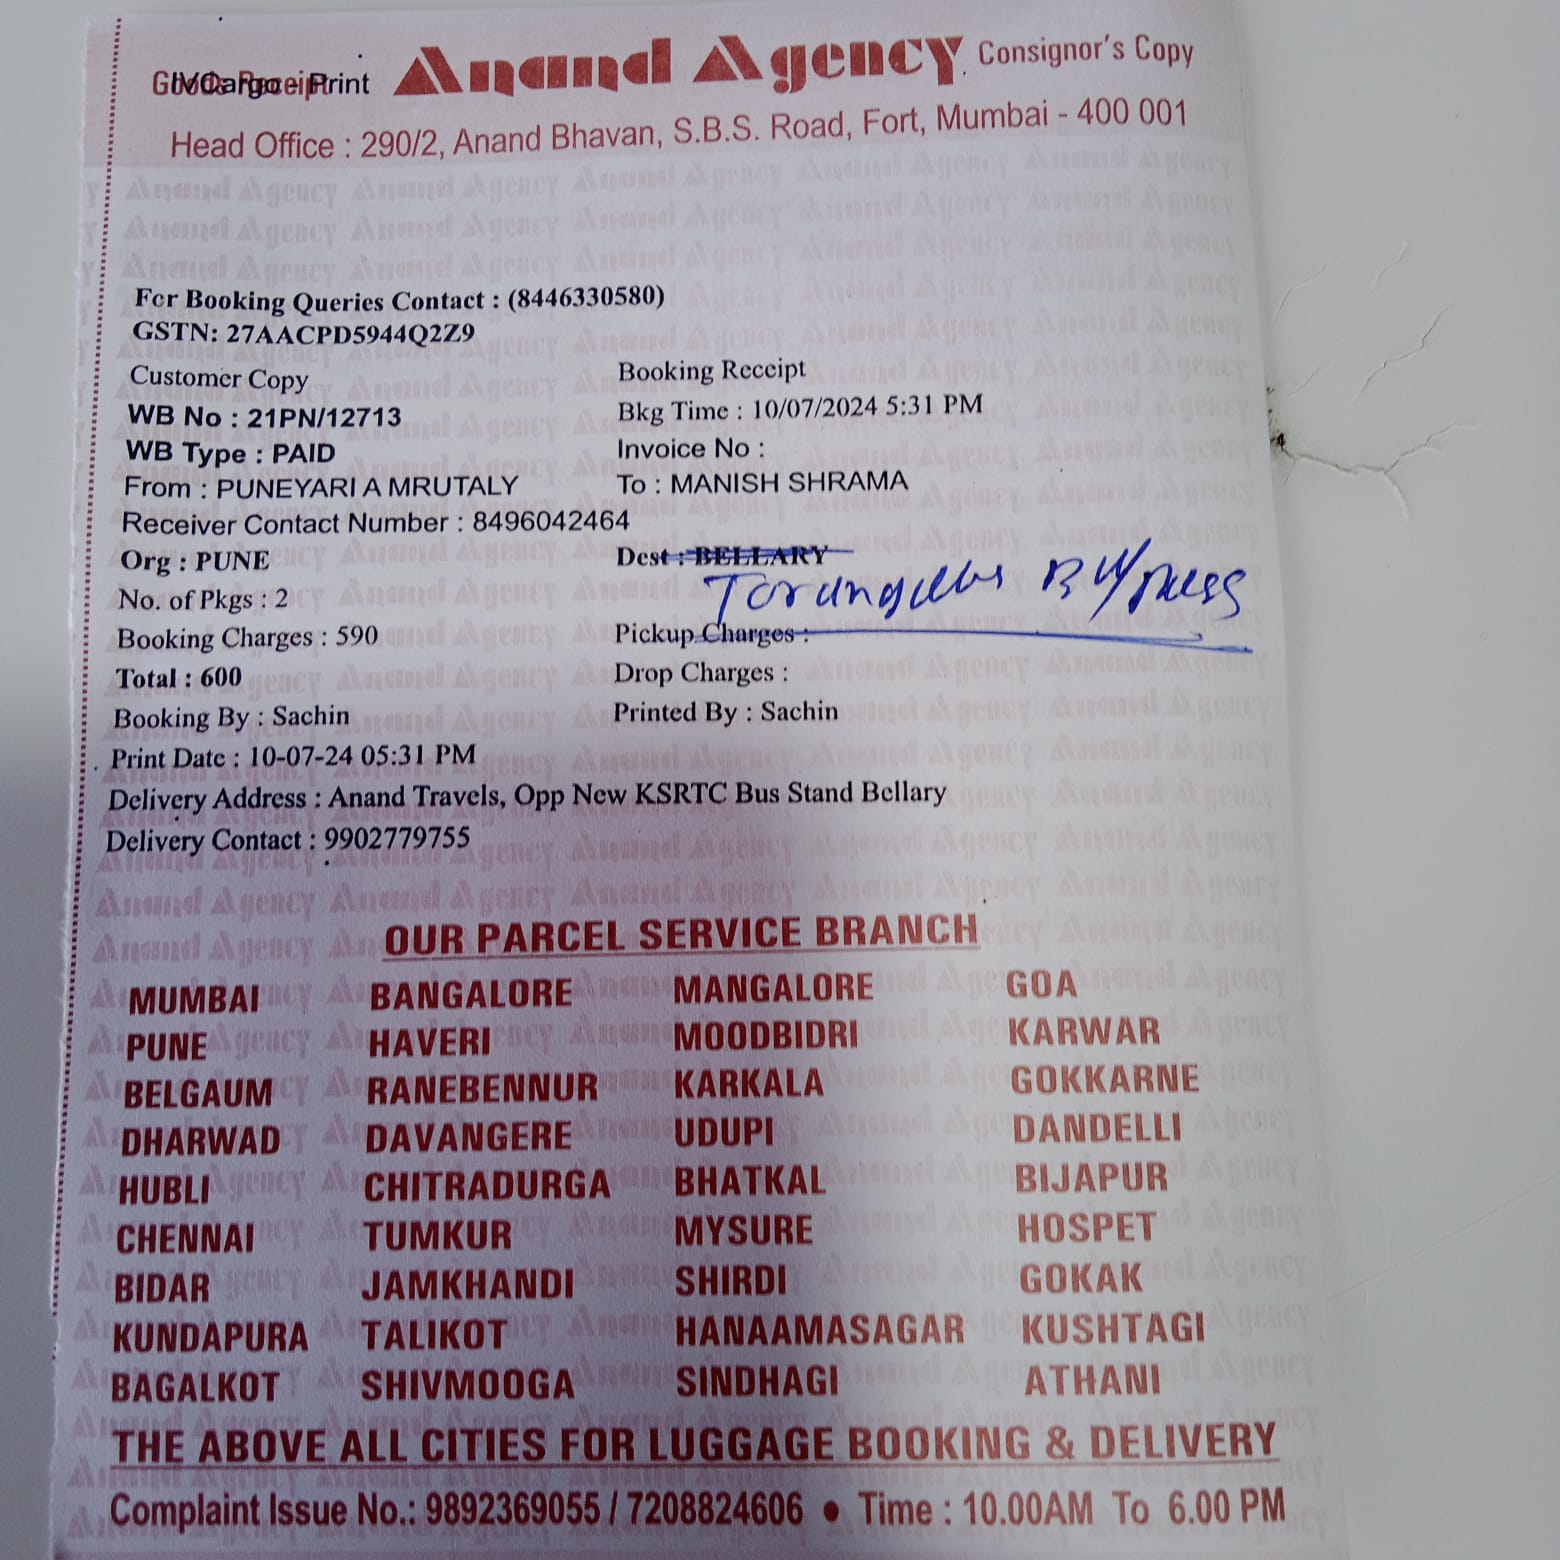 Goods Receipt
IVCargo - Print
Anand Agency Consignor's Copy
Head Office : 290/2, Anand Bhavan, S.B.S. Road, Fort, Mumbai - 400 001
For Booking Queries Contact : (8446330580)
GSTN: 27AACPD5944Q2Z9
Customer Copy Booking Receipt
WB No : 21PN/12713 Bkg Time : 10/07/2024 5:31 PM
WB Type : PAID Invoice No :
From : PUNEYARI A MRUTALY To : MANISH SHRAMA
Receiver Contact Number : 8496042464
Org : PUNE Dest : BELLARY
No. of Pkgs : 2
Booking Charges : 590 Pickup Charges :
Total : 600 Drop Charges :
Booking By : Sachin Printed By : Sachin
Print Date : 10-07-24 05:31 PM
Delivery Address : Anand Travels, Opp New KSRTC Bus Stand Bellary
Delivery Contact : 9902779755
OUR PARCEL SERVICE BRANCH
MUMBAI BANGALORE MANGALORE GOA
PUNE HAVERI MOODBIDRI KARWAR
BELGAUM RANEBENNUR KARKALA GOKKARNE
DHARWAD DAVANGERE UDUPI DANDELLI
HUBLI CHITRADURGA BHATKAL BIJAPUR
CHENNAI TUMKUR MYSURE HOSPET
BIDAR JAMKHANDI SHIRDI GOKAK
KUNDAPURA TALIKOT HANAAMASAGAR KUSHTAGI
BAGALKOT SHIVMOOGA SINDHAGI ATHANI
THE ABOVE ALL CITIES FOR LUGGAGE BOOKING & DELIVERY
Complaint Issue No.: 9892369055 / 7208824606 • Time : 10.00AM To 6.00 PM